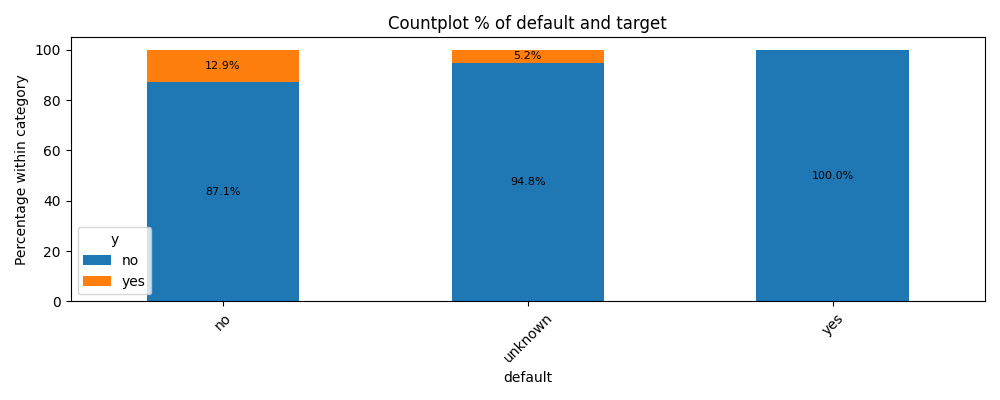 Countplot % of default and target
Percentage within category
100
80
60
40
20
0
12.9%
87.1%
5.2%
94.8%
100.0%
y
no
yes
no
unknown
yes
default